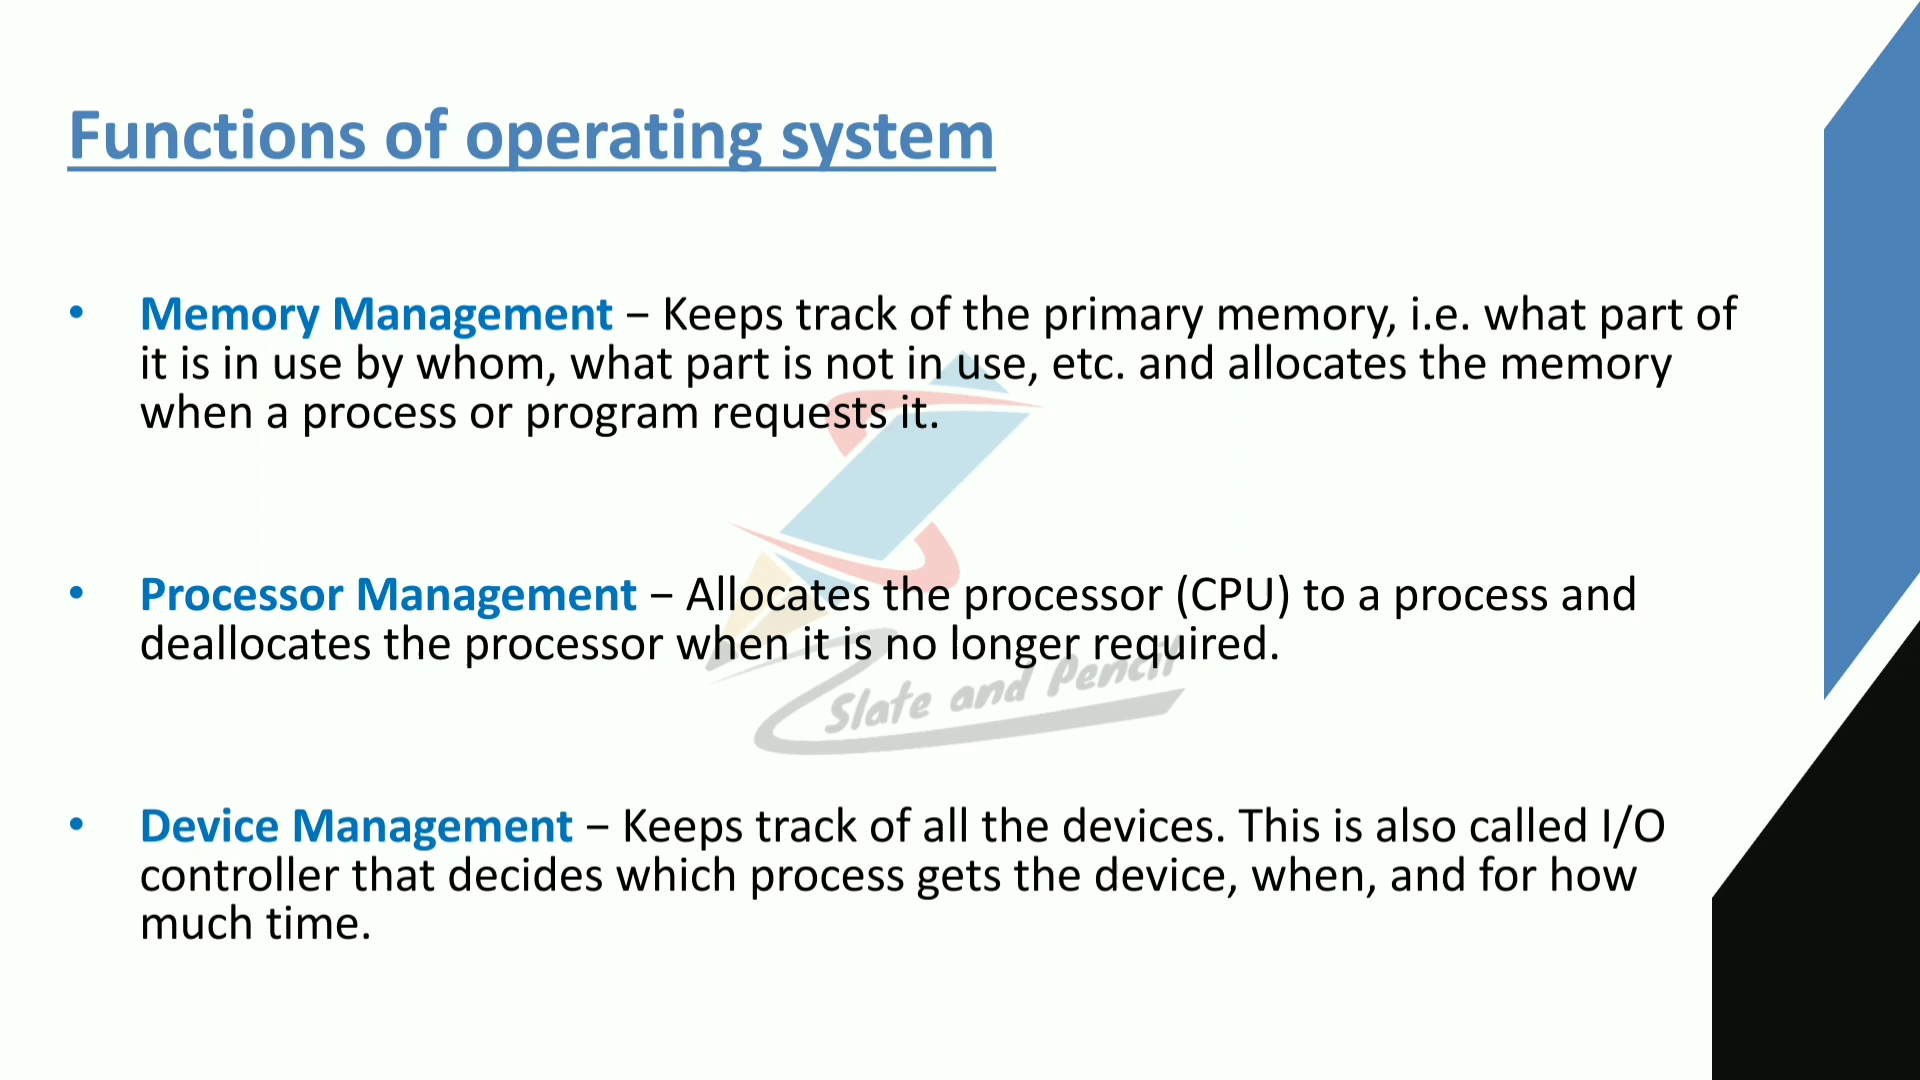 Functions of operating system
• Memory Management – Keeps track of the primary memory, i.e. what part of
it is in use by whom, what part is not in use, etc. and allocates the memory
when a process or program requests it.
• Processor Management – Allocates the processor (CPU) to a process and
deallocates the processor when it is no longer required.
Slate and Pencil
• Device Management – Keeps track of all the devices. This is also called I/O
controller that decides which process gets the device, when, and for how
much time.